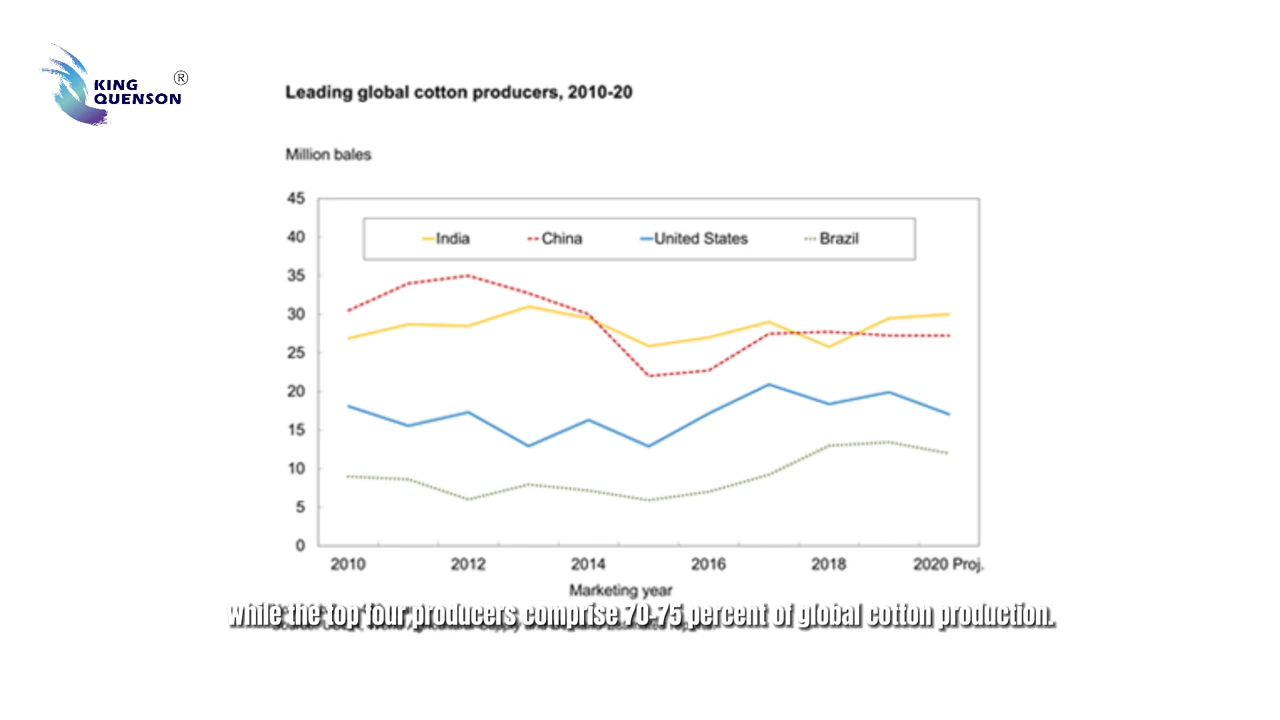 KING
QUENSON
®
Leading global cotton producers, 2010-20
Million bales
45
India China United States Brazil
40
35
30
25
20
15
10
5
0
2010 2012 2014 2016 2018 2020 Proj.
Marketing year
while the top four producers comprise 70-75 percent of global cotton production.